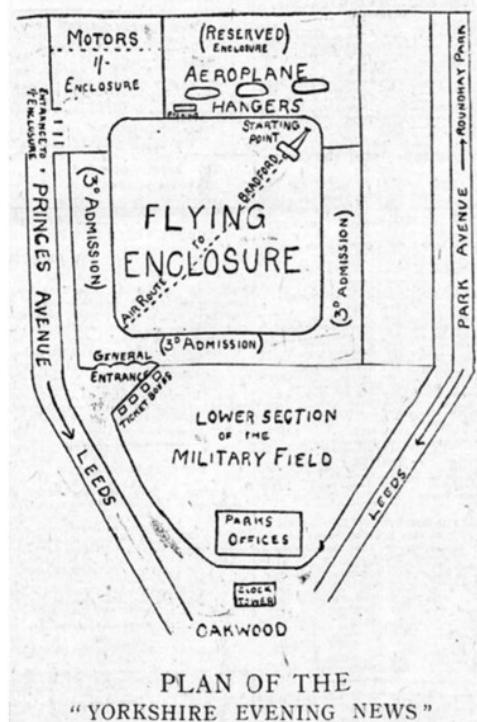 MOTORS
1/-
ENCLOSURE
(RESERVED
ENCLOSURE)
AEROPLANE
HANGERS
STARTING
POINT
ENTRANCE TO
1/- ENCLOSURE
PRINCES AVENUE
LEEDS
(3D ADMISSION)
FLYING
ENCLOSURE
AIR ROUTE TO BRADFORD
(3D ADMISSION)
(3D ADMISSION)
PARK AVENUE → ROUNDHAY PARK
LEEDS
GENERAL
ENTRANCE
TICKET BOXES
LOWER SECTION
OF THE
MILITARY FIELD
PARKS
OFFICES
CLOCK
TOWER
OAKWOOD
PLAN OF THE
"YORKSHIRE EVENING NEWS"